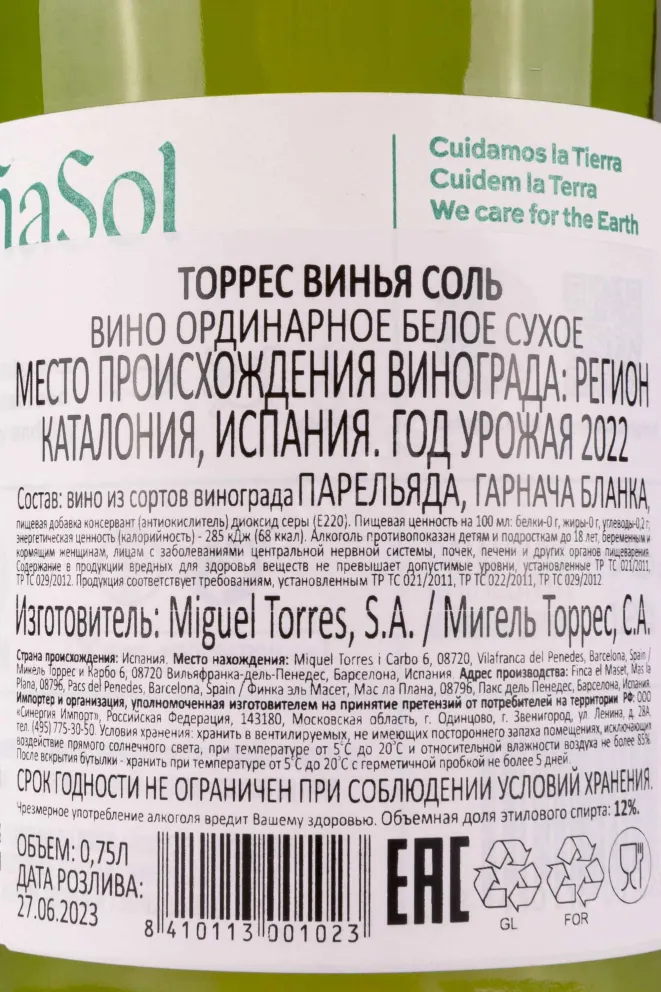 ñaSol
Cuidamos la Tierra
Cuidem la Terra
We care for the Earth
ТОРРЕС ВИНЬЯ СОЛЬ
ВИНО ОРДИНАРНОЕ БЕЛОЕ СУХОЕ
МЕСТО ПРОИСХОЖДЕНИЯ ВИНОГРАДА: РЕГИОН
КАТАЛОНИЯ, ИСПАНИЯ. ГОД УРОЖАЯ 2022
Состав: вино из сортов винограда ПАРЕЛЬЯДА, ГАРНАЧА БЛАНКА,
пищевая добавка консервант (антиокислитель) диоксид серы (E220). Пищевая ценность на 100 мл: белки-0 г, жиры-0 г, углеводы-0,2 г;
энергетическая ценность (калорийность) - 285 кДж (68 ккал). Алкоголь противопоказан детям и подросткам до 18 лет, беременным и
кормящим женщинам, лицам с заболеваниями центральной нервной системы, почек, печени и других органов пищеварения.
Содержание в продукции вредных для здоровья веществ не превышает допустимые уровни, установленные ТР ТС 021/2011,
ТР ТС 029/2012. Продукция соответствует требованиям, установленным ТР ТС 021/2011, ТР ТС 022/2011, ТР ТС 029/2012
Изготовитель: Miguel Torres, S.A. / Мигель Торрес, С.А.
Страна происхождения: Испания. Место нахождения: Miquel Torres i Carbo 6, 08720, Vilafranca del Penedes, Barcelona, Spain /
Микель Торрес и Карбо 6, 08720 Вильяфранка-дель-Пенедес, Барселона, Испания. Адрес производства: Finca el Maset, Mas la
Plana, 08796, Pacs del Penedes, Barcelona, Spain / Финка эль Масет, Мас ла Плана, 08796, Пакс дель Пенедес, Барселона, Испания.
Импортер и организация, уполномоченная изготовителем на принятие претензий от потребителей на территории РФ: ООО
«Синергия Импорт», Российская Федерация, 143180, Московская область, г. Одинцово, г. Звенигород, ул Ленина, д. 28А,
тел. (495) 775-30-50. Условия хранения: хранить в вентилируемых, не имеющих постороннего запаха помещениях, исключающих
воздействие прямого солнечного света, при температуре от 5˚С до 20˚С и относительной влажности воздуха не более 85%.
После вскрытия бутылки - хранить при температуре от 5˚С до 20˚С с герметичной пробкой не более 5 дней.
СРОК ГОДНОСТИ НЕ ОГРАНИЧЕН ПРИ СОБЛЮДЕНИИ УСЛОВИЙ ХРАНЕНИЯ.
Чрезмерное употребление алкоголя вредит Вашему здоровью. Объемная доля этилового спирта: 12%.
ОБЪЕМ: 0,75Л
ДАТА РОЗЛИВА:
27.06.2023
8 410113 001023
EAC
GL
FOR